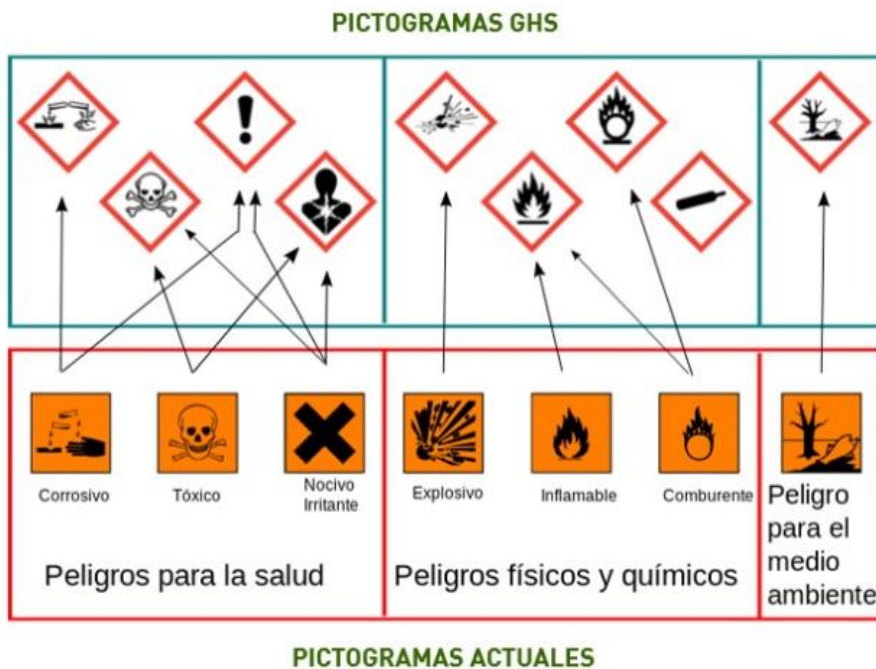 PICTOGRAMAS GHS
Corrosivo
Tóxico
Nocivo
Irritante
Explosivo
Inflamable
Comburente
Peligro
para el
medio
ambiente
Peligros para la salud
Peligros físicos y químicos
PICTOGRAMAS ACTUALES